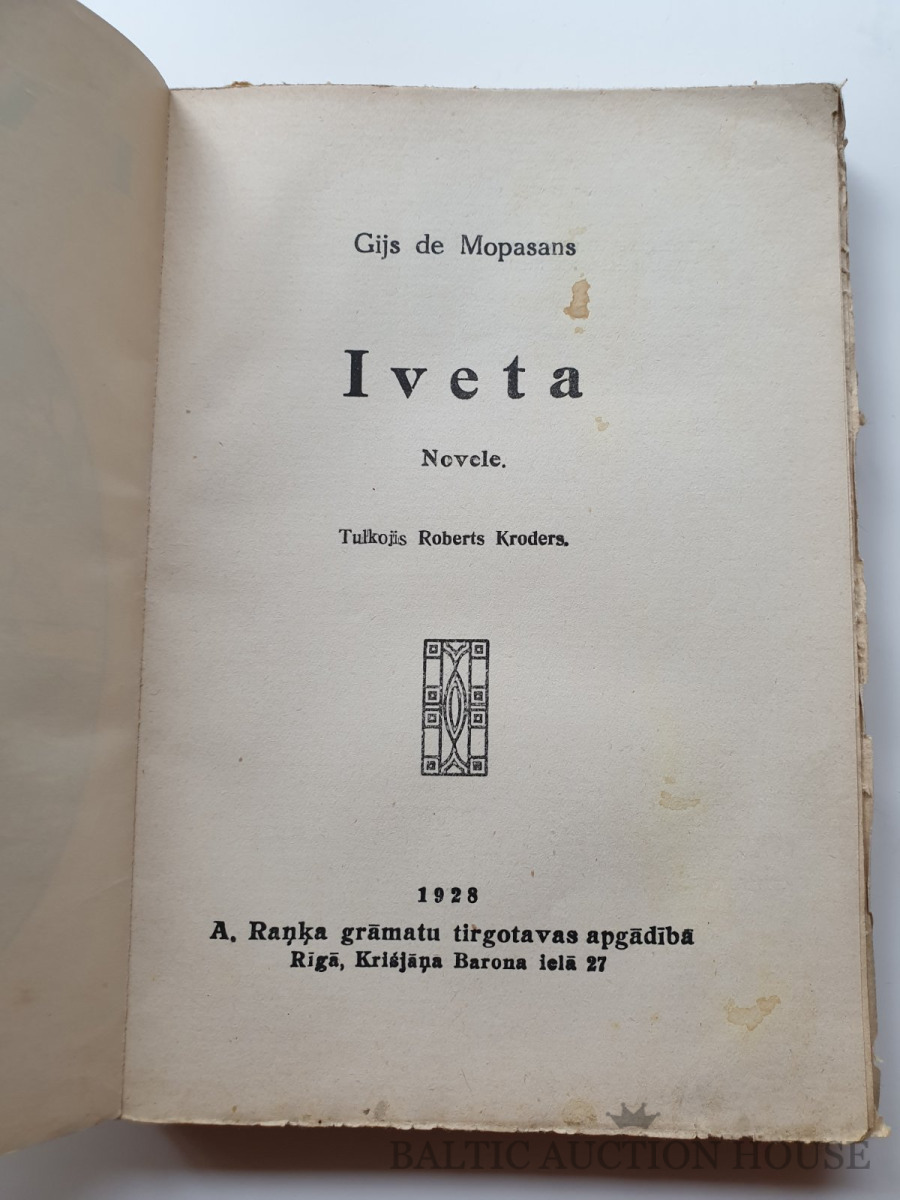 Gijs de Mopasans
Iveta
Novele.
Tulkojis Roberts Kroders.
1928
A. Raņķa grāmatu tirgotavas apgādībā
Rīgā, Krišjāņa Barona ielā 27
BALTIC AUCTION HOUSE